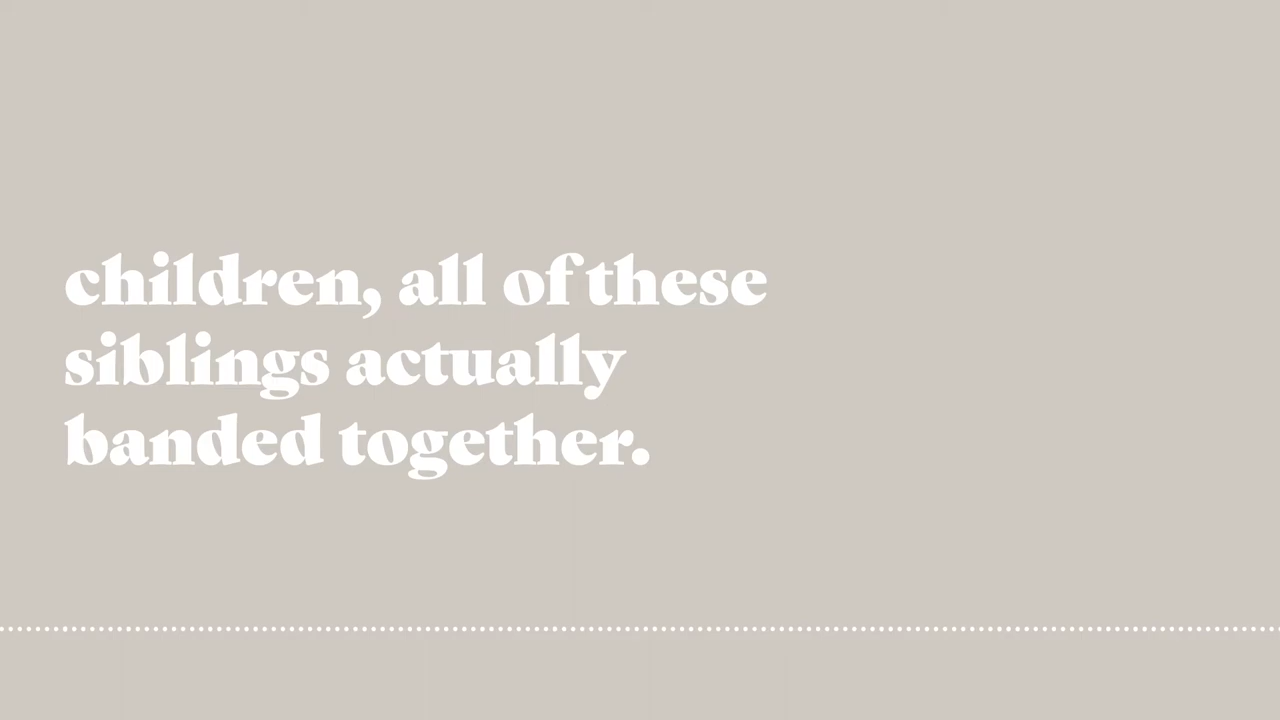 children, all of these
siblings actually
banded together.